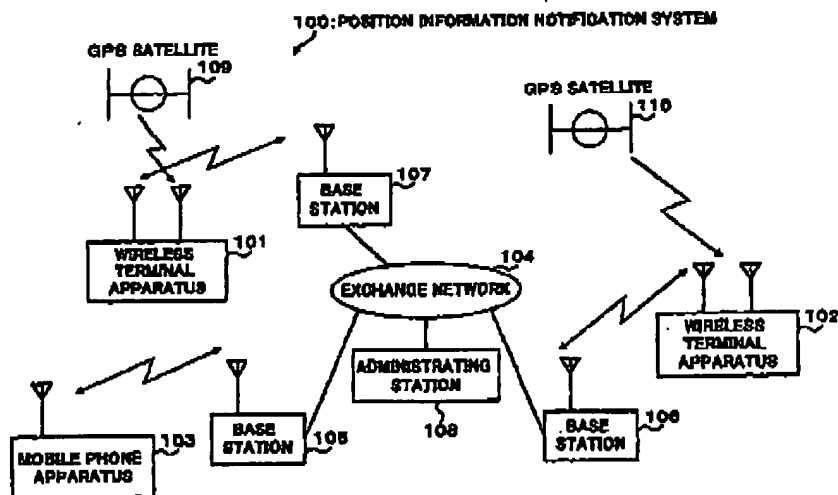 100:POSITION INFORMATION NOTIFICATION SYSTEM
GPS SATELLITE
109
GPS SATELLITE
110
107
BASE
STATION
101
WIRELESS
TERMINAL
APPARATUS
104
EXCHANGE NETWORK
102
WIRELESS
TERMINAL
APPARATUS
ADMINISTRATING
STATION
108
103
MOBILE PHONE
APPARATUS
BASE
STATION
105
BASE
STATION
106